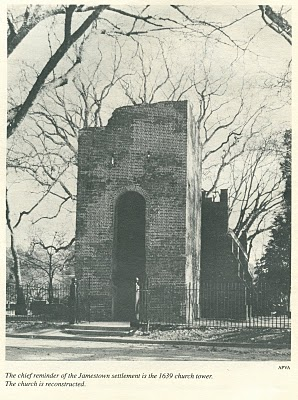 APVA
The chief reminder of the Jamestown settlement is the 1639 church tower.
The church is reconstructed.